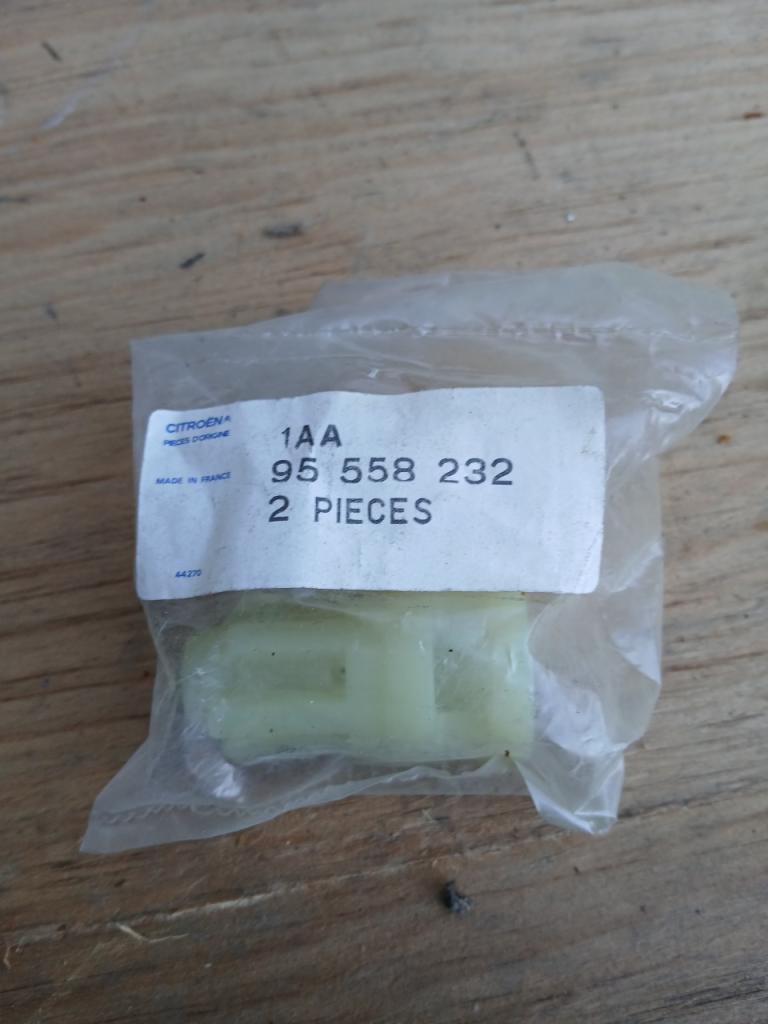 CITROËN^
PIECES D'ORIGINE
MADE IN FRANCE
44270
1AA
95 558 232
2 PIECES